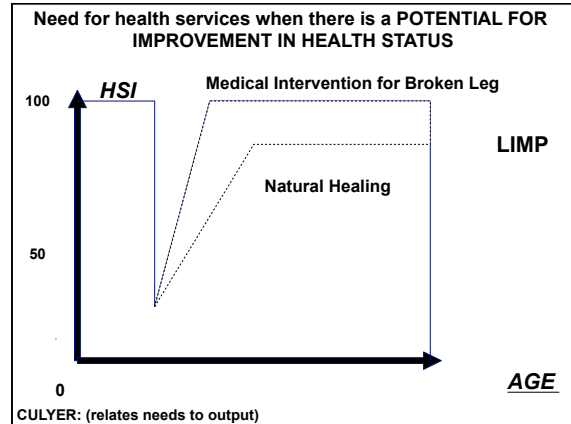 Need for health services when there is a POTENTIAL FOR
IMPROVEMENT IN HEALTH STATUS
HSI
Medical Intervention for Broken Leg
100
LIMP
Natural Healing
50
0
AGE
CULYER: (relates needs to output)